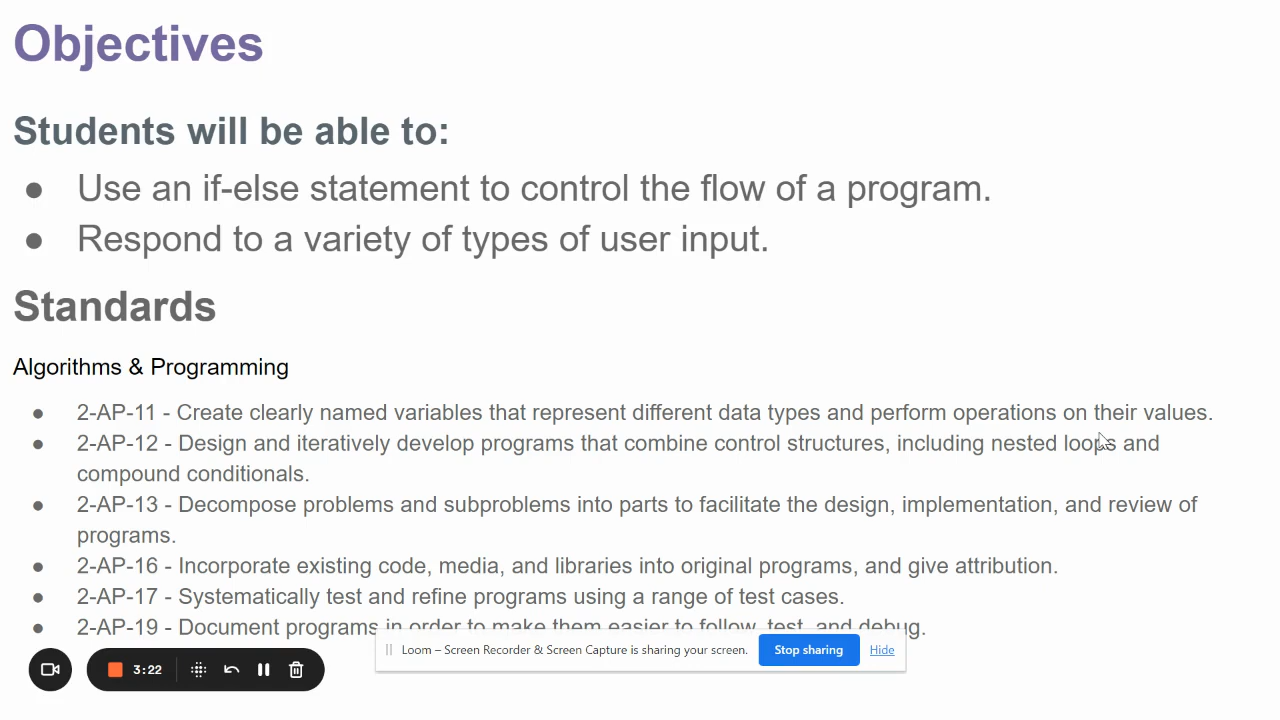 Objectives
Students will be able to:
● Use an if-else statement to control the flow of a program.
● Respond to a variety of types of user input.
Standards
Algorithms & Programming
● 2-AP-11 - Create clearly named variables that represent different data types and perform operations on their values.
● 2-AP-12 - Design and iteratively develop programs that combine control structures, including nested loops and
compound conditionals.
● 2-AP-13 - Decompose problems and subproblems into parts to facilitate the design, implementation, and review of
programs.
● 2-AP-16 - Incorporate existing code, media, and libraries into original programs, and give attribution.
● 2-AP-17 - Systematically test and refine programs using a range of test cases.
● 2-AP-19 - Document programs in order to make them easier to follow, test, and debug.
Loom – Screen Recorder & Screen Capture is sharing your screen. Stop sharing Hide
3:22